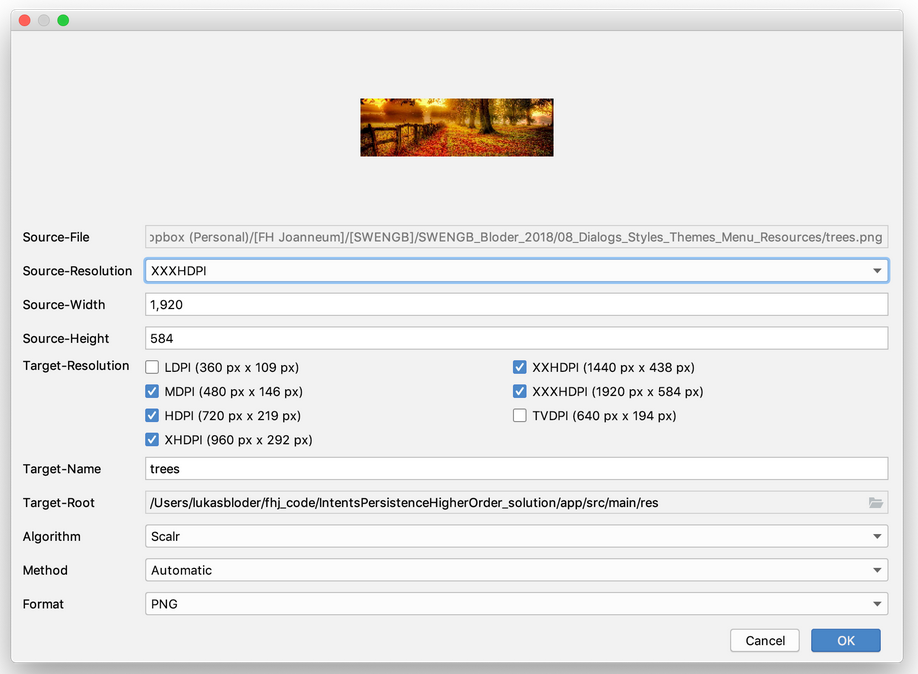 Source-File
opbox (Personal)/[FH Joanneum]/[SWENGB]/SWENGB_Bloder_2018/08_Dialogs_Styles_Themes_Menu_Resources/trees.png
Source-Resolution XXXHDPI
Source-Width 1,920
Source-Height 584
Target-Resolution
LDPI (360 px x 109 px) XXHDPI (1440 px x 438 px)
MDPI (480 px x 146 px) XXXHDPI (1920 px x 584 px)
HDPI (720 px x 219 px) TVDPI (640 px x 194 px)
XHDPI (960 px x 292 px)
Target-Name trees
Target-Root /Users/lukasbloder/fhj_code/IntentsPersistenceHigherOrder_solution/app/src/main/res
Algorithm Scalr
Method Automatic
Format PNG
Cancel OK